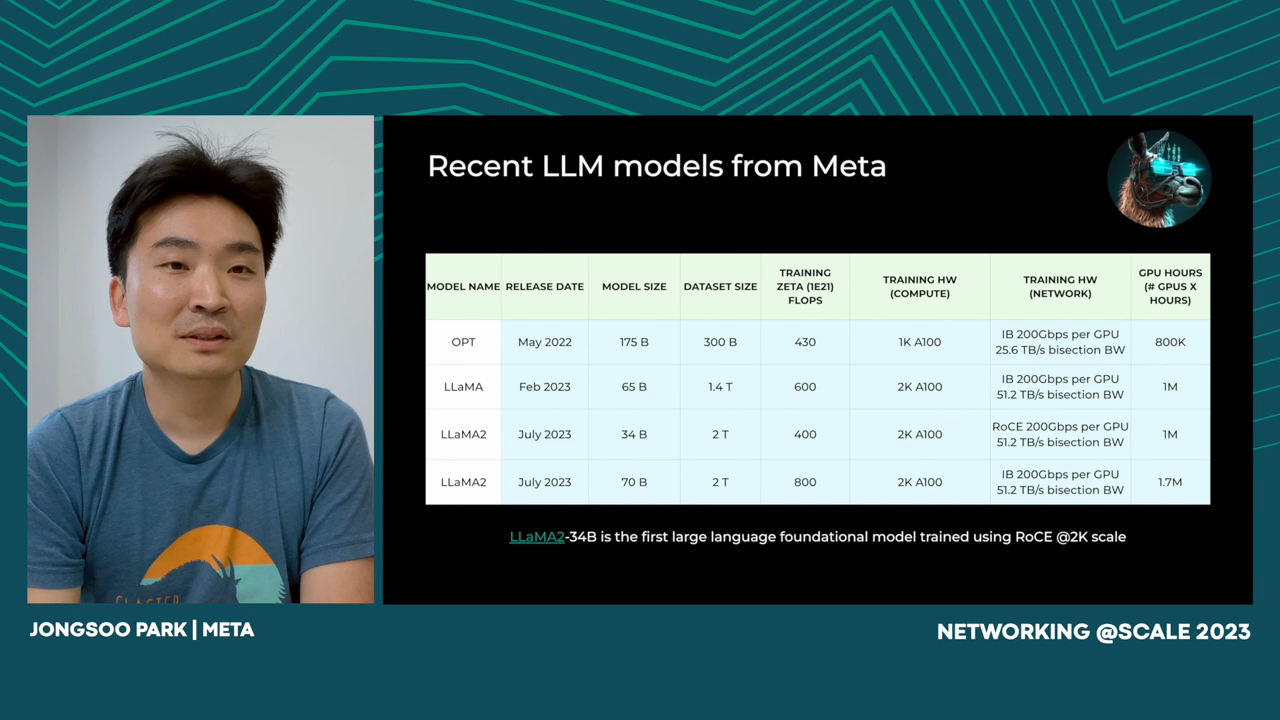 Recent LLM models from Meta
MODEL NAME RELEASE DATE MODEL SIZE DATASET SIZE TRAINING ZETA (1E21) FLOPS TRAINING HW (COMPUTE) TRAINING HW (NETWORK) GPU HOURS (# GPUS X HOURS)
OPT May 2022 175 B 300 B 430 1K A100 IB 200Gbps per GPU 25.6 TB/s bisection BW 800K
LLaMA Feb 2023 65 B 1.4 T 600 2K A100 IB 200Gbps per GPU 51.2 TB/s bisection BW 1M
LLaMA2 July 2023 34 B 2 T 400 2K A100 RoCE 200Gbps per GPU 51.2 TB/s bisection BW 1M
LLaMA2 July 2023 70 B 2 T 800 2K A100 IB 200Gbps per GPU 51.2 TB/s bisection BW 1.7M
LLaMA2-34B is the first large language foundational model trained using RoCE @2K scale
JONGSOO PARK | META
NETWORKING @SCALE 2023